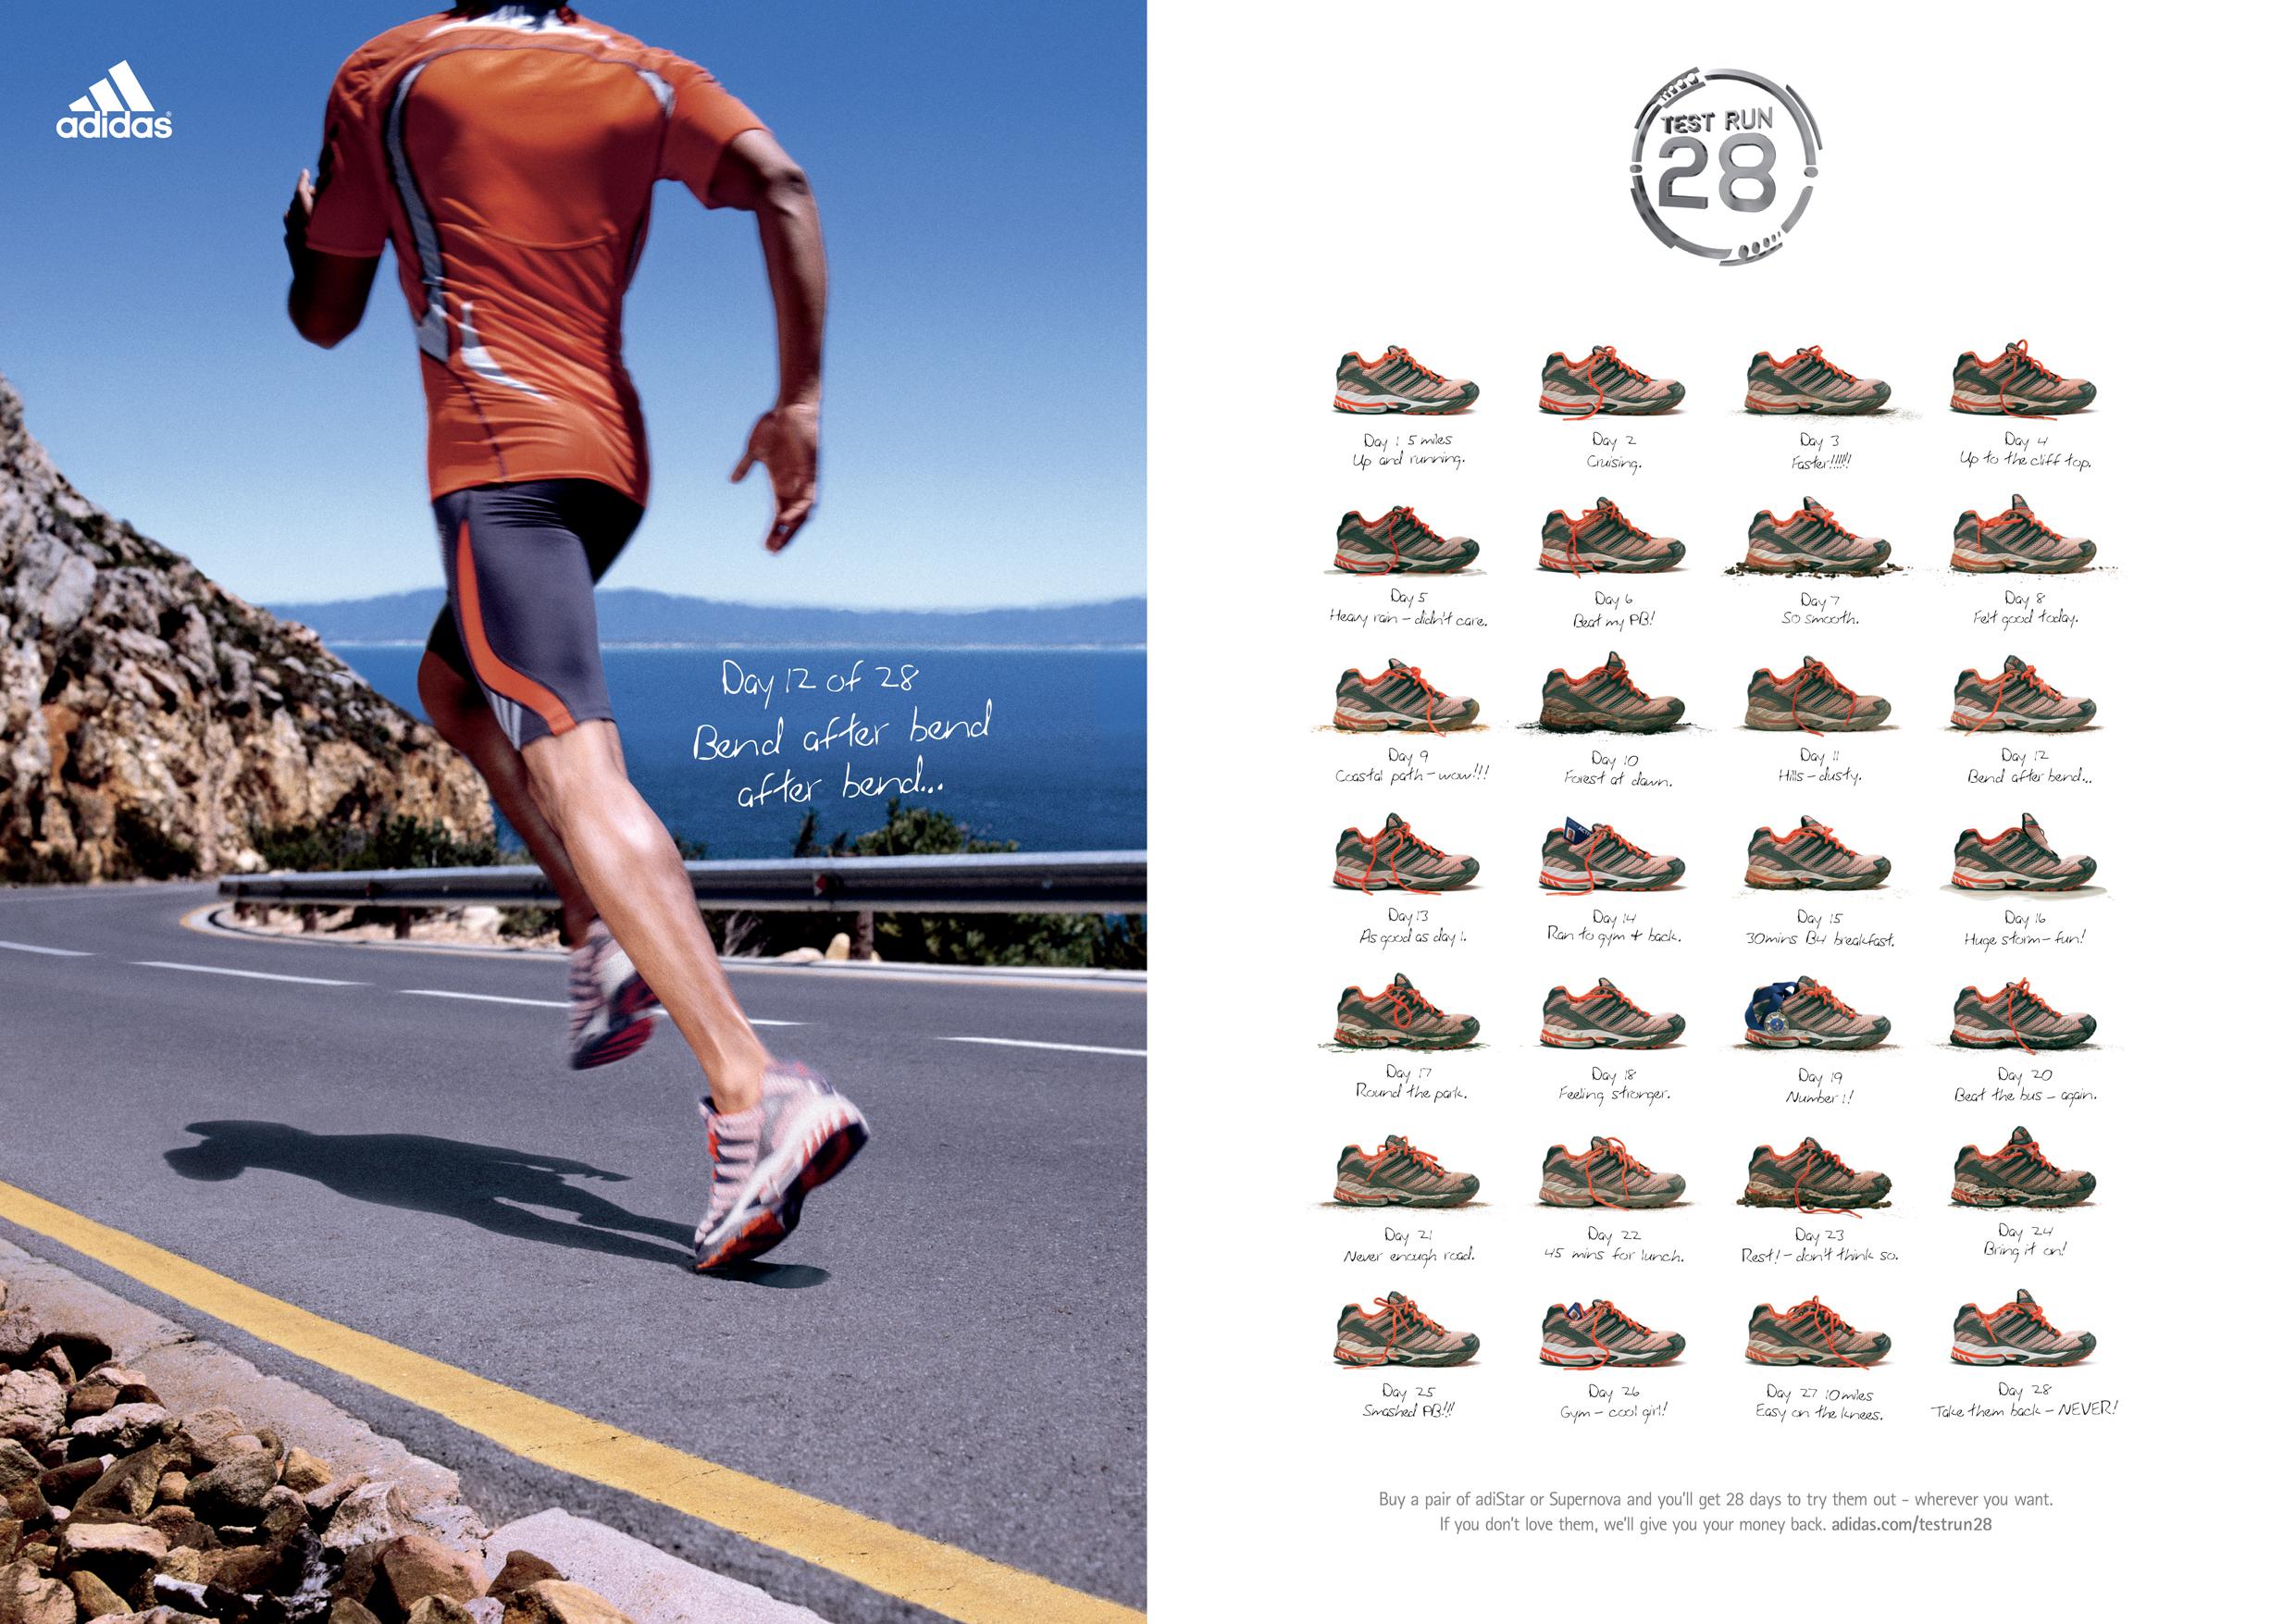 adidas
Day 12 of 28
Bend after bend
after bend...
TEST RUN
28
Day 1 5 miles
Up and running.
Day 2
Cruising.
Day 3
Faster!!!!!
Day 4
Up to the cliff top.
Day 5
Heavy rain – didn't care.
Day 6
Beat my PB!
Day 7
So smooth.
Day 8
Felt good today.
Day 9
Coastal path – wow!!!
Day 10
Forest at dawn.
Day 11
Hills – dusty.
Day 12
Bend after bend...
Day 13
As good as day 1.
Day 14
Ran to gym + back.
Day 15
30mins B4 breakfast.
Day 16
Huge storm – fun!
Day 17
Round the park.
Day 18
Feeling stronger.
Day 19
Number 1!
Day 20
Beat the bus – again.
Day 21
Never enough road.
Day 22
45 mins for lunch.
Day 23
Rest! – don't think so.
Day 24
Bring it on!
Day 25
Smashed PB!!!
Day 26
Gym – cool girl!
Day 27 10 miles
Easy on the knees.
Day 28
Take them back – NEVER!
Buy a pair of adiStar or Supernova and you'll get 28 days to try them out - wherever you want.
If you don't love them, we'll give you your money back. adidas.com/testrun28